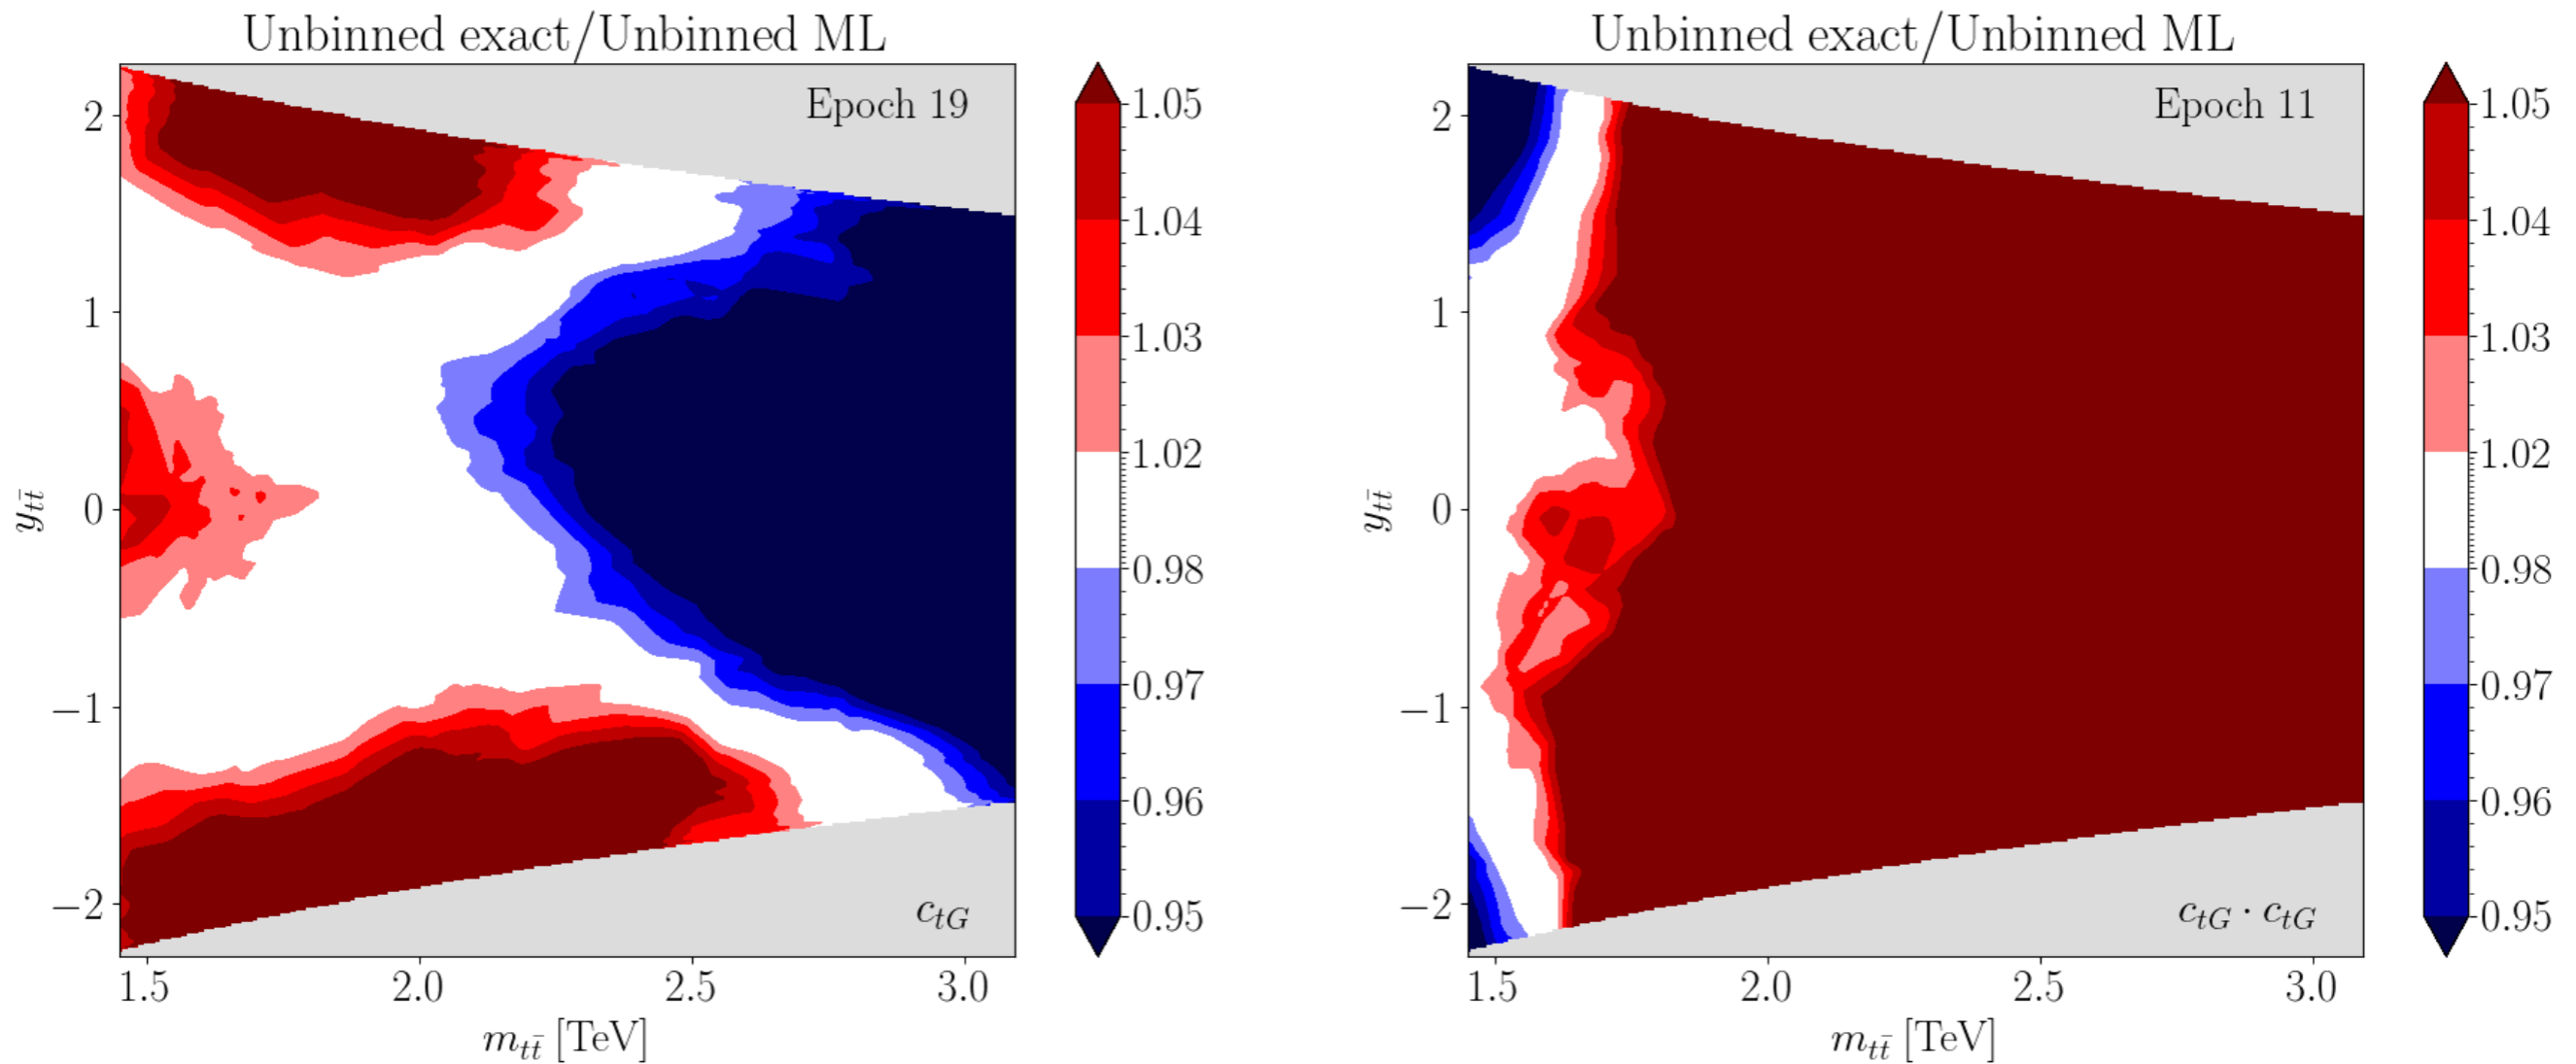 Unbinned exact/Unbinned ML
Epoch 19
2
1
0
−1
−2
y_{tt̄}
c_{tG}
1.5 2.0 2.5 3.0
m_{tt̄} [TeV]
1.05
1.04
1.03
1.02
0.98
0.97
0.96
0.95
Unbinned exact/Unbinned ML
Epoch 11
2
1
0
−1
−2
y_{tt̄}
c_{tG} · c_{tG}
1.5 2.0 2.5 3.0
m_{tt̄} [TeV]
1.05
1.04
1.03
1.02
0.98
0.97
0.96
0.95